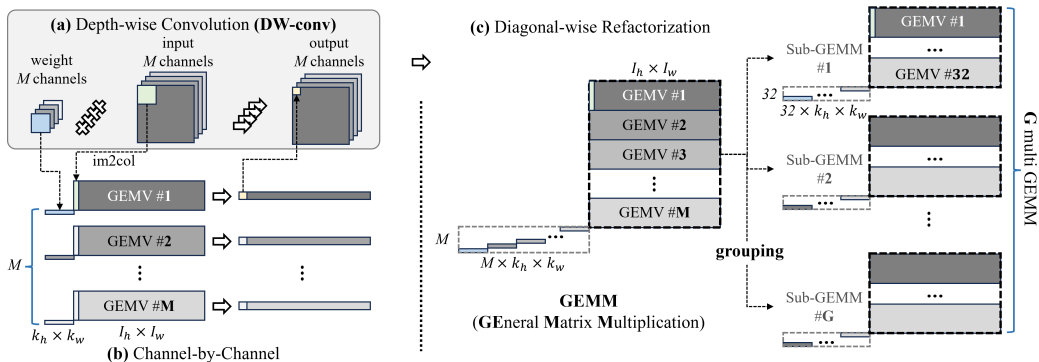 (a) Depth-wise Convolution (DW-conv)
weight
M channels
input
M channels
output
M channels
im2col
GEMV #1
GEMV #2
GEMV #M
M
k_h × k_w
I_h × I_w
(b) Channel-by-Channel
(c) Diagonal-wise Refactorization
I_h × I_w
GEMV #1
GEMV #2
GEMV #3
GEMV #M
M
M × k_h × k_w
GEMM
(GEneral Matrix Multiplication)
grouping
Sub-GEMM
#1
GEMV #1
GEMV #32
32
32 × k_h × k_w
Sub-GEMM
#2
Sub-GEMM
#G
G multi GEMM